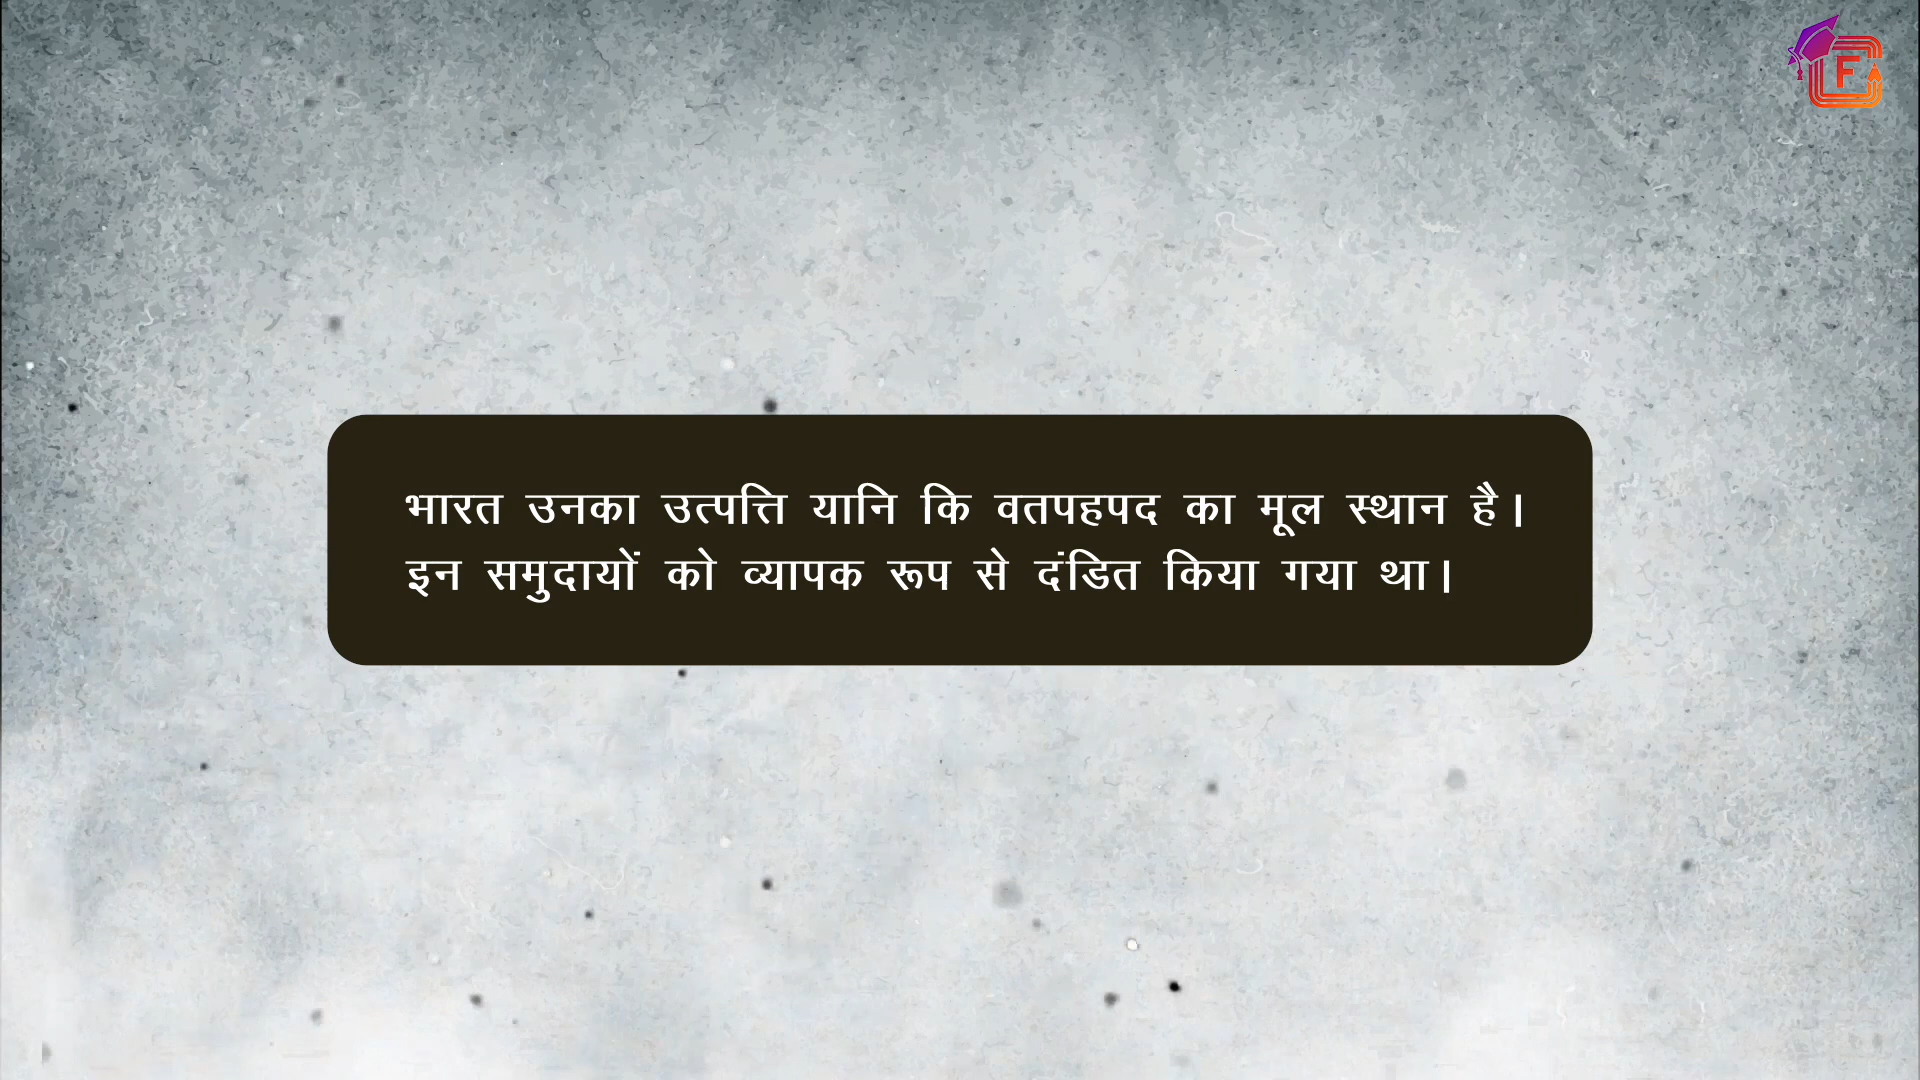 F
भारत उनका उत्पत्ति यानि कि वतपहपद का मूल स्थान है।
इन समुदायों को व्यापक रूप से दंडित किया गया था।